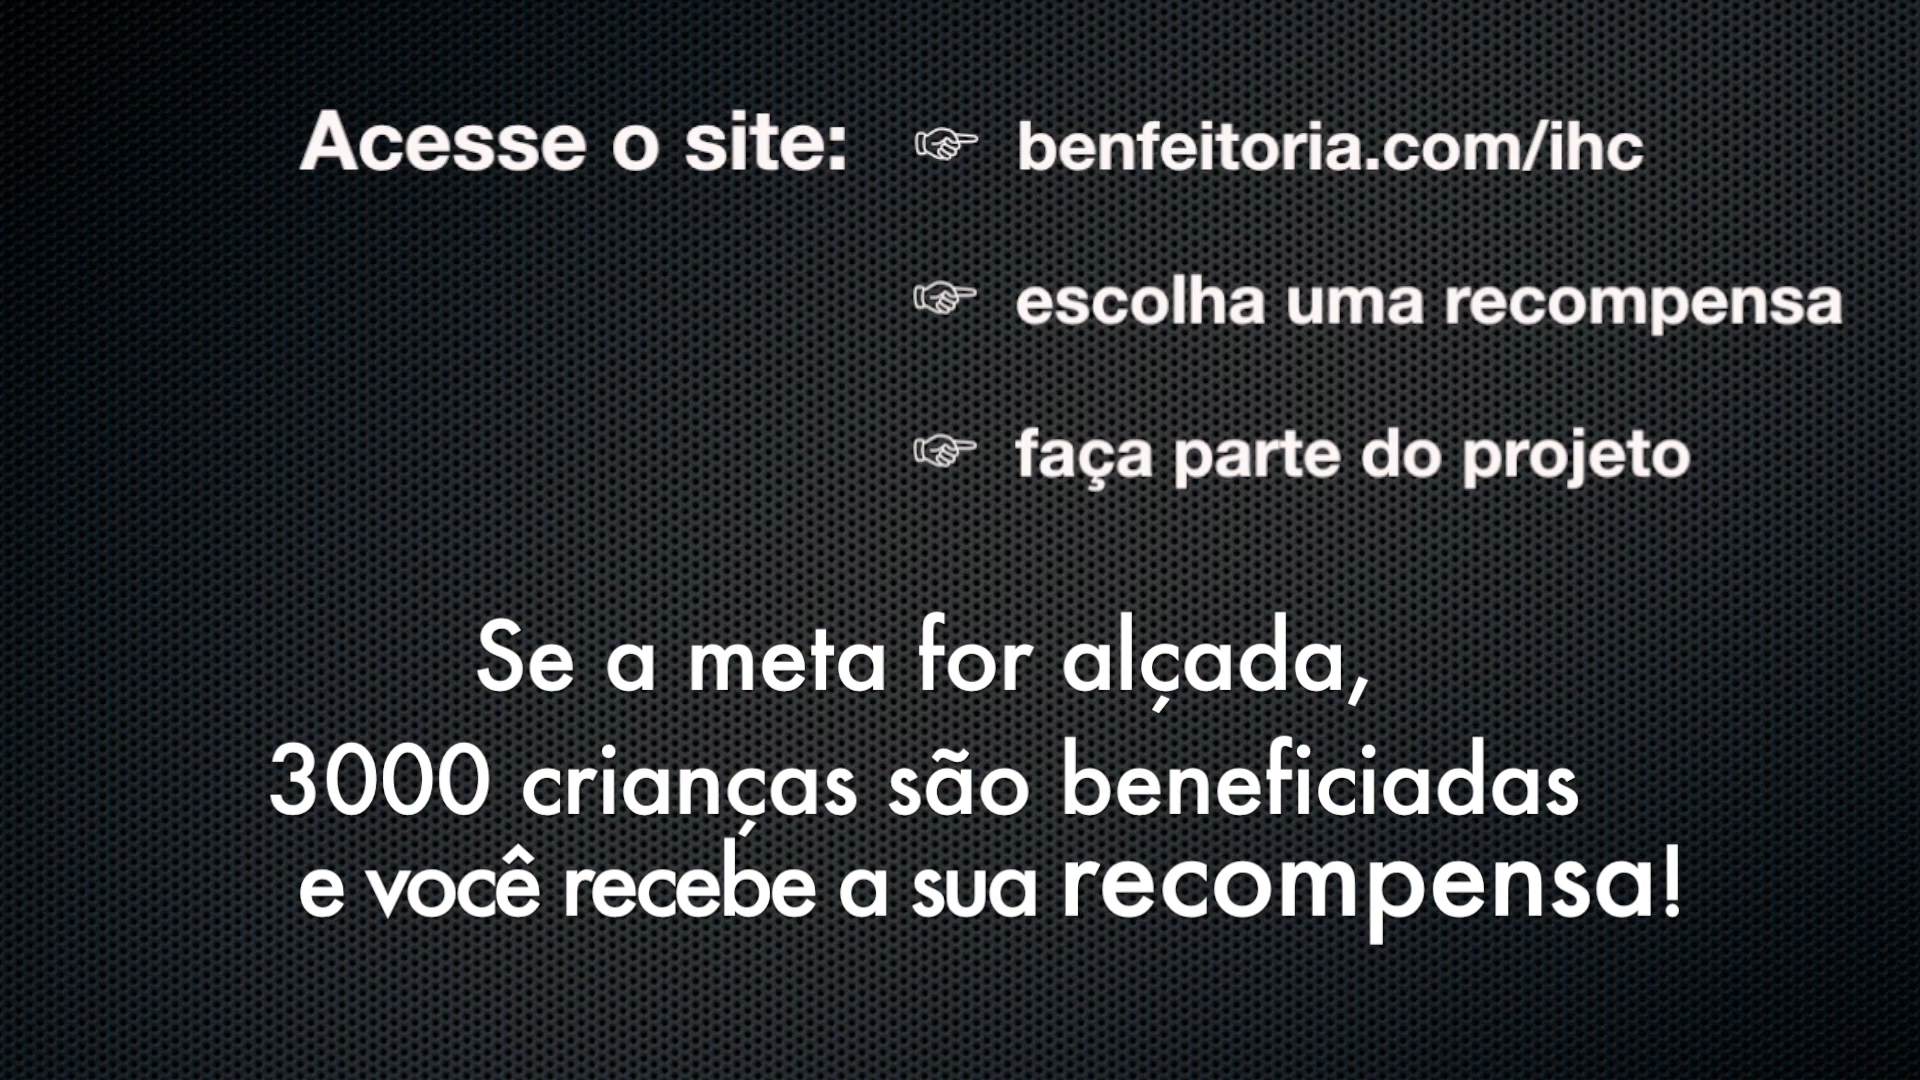 Acesse o site: ☞ benfeitoria.com/ihc
☞ escolha uma recompensa
☞ faça parte do projeto
Se a meta for alçada,
3000 crianças são beneficiadas
e você recebe a sua recompensa!